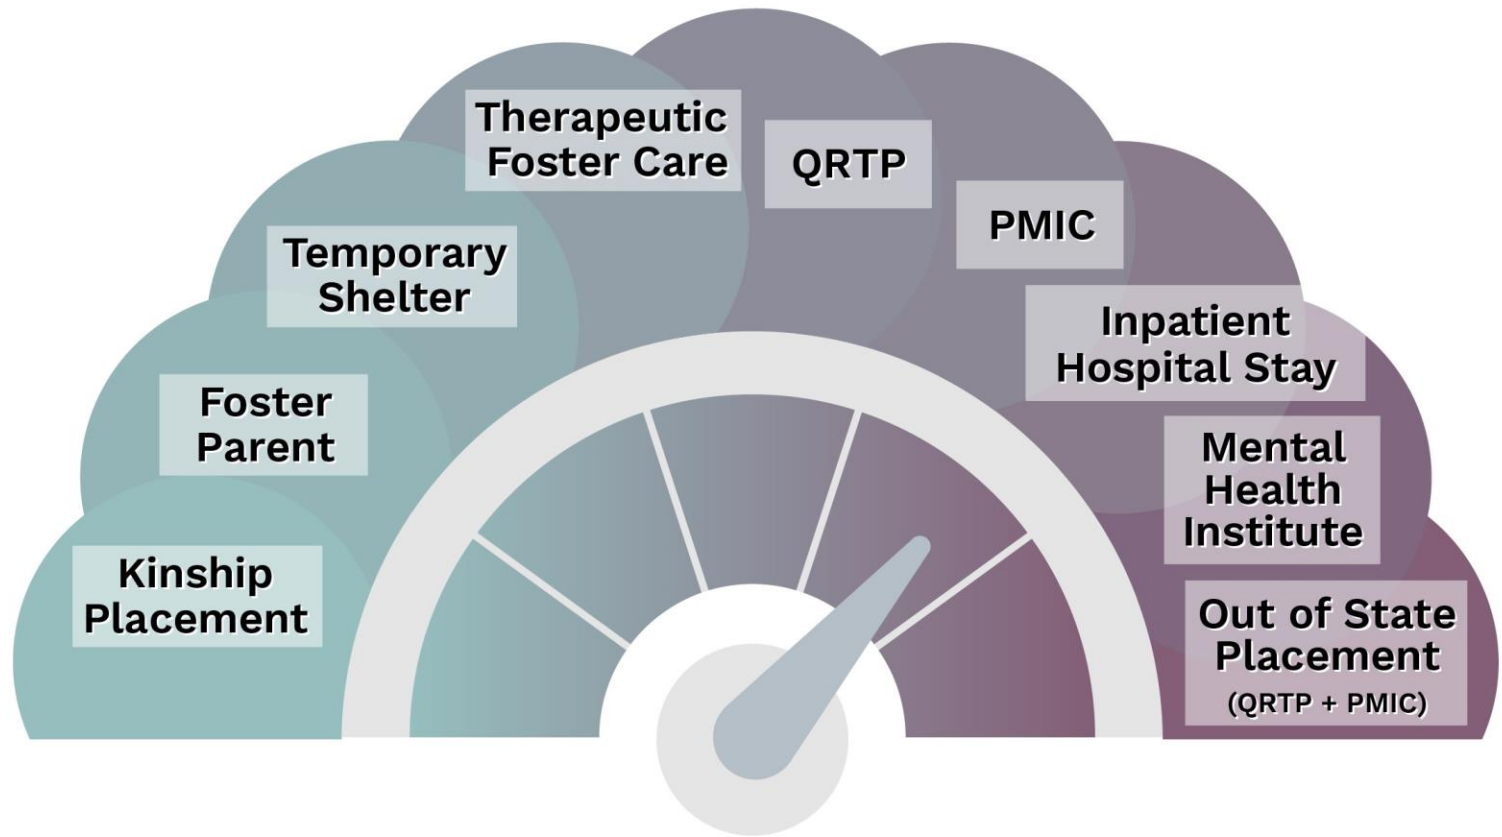 Kinship
Placement
Foster
Parent
Temporary
Shelter
Therapeutic
Foster Care
QRTP
PMIC
Inpatient
Hospital Stay
Mental
Health
Institute
Out of State
Placement
(QRTP + PMIC)